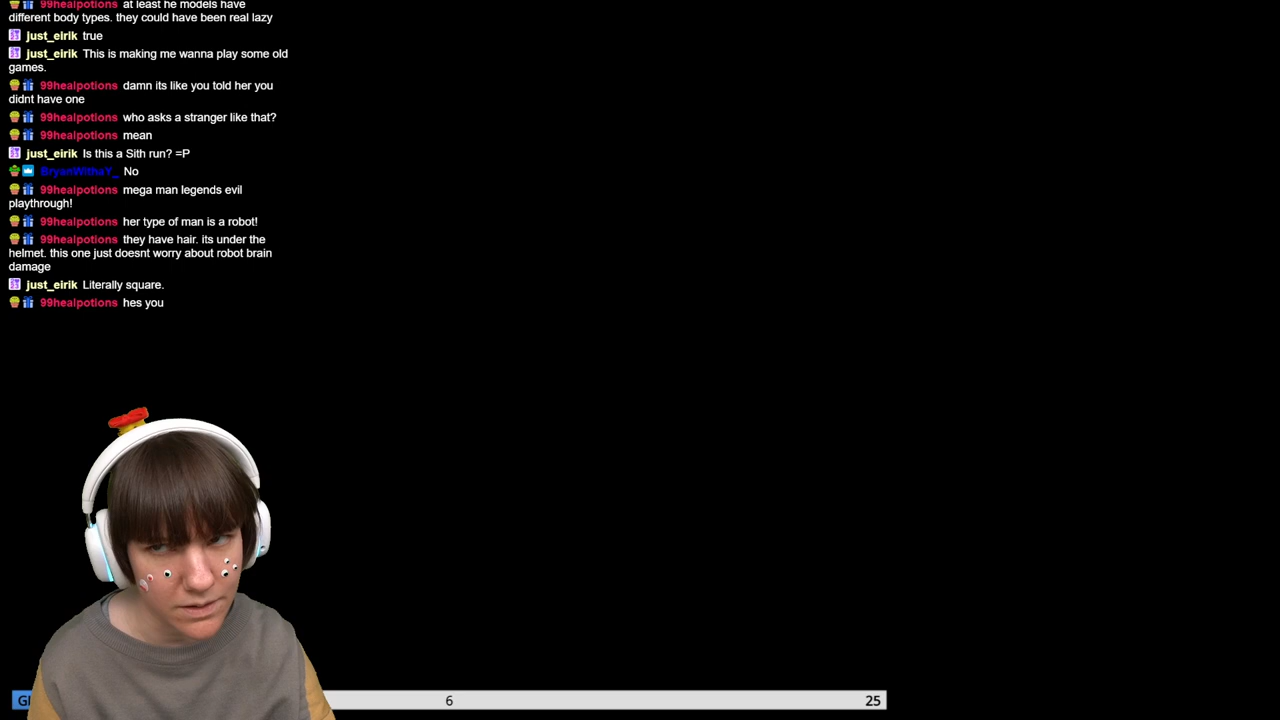 99healpotions at least he models have
different body types. they could have been real lazy
just_eirik true
just_eirik This is making me wanna play some old
games.
99healpotions damn its like you told her you
didnt have one
99healpotions who asks a stranger like that?
99healpotions mean
just_eirik Is this a Sith run? =P
BryanWithaY_ No
99healpotions mega man legends evil
playthrough!
99healpotions her type of man is a robot!
99healpotions they have hair. its under the
helmet. this one just doesnt worry about robot brain
damage
just_eirik Literally square.
99healpotions hes you
6 25